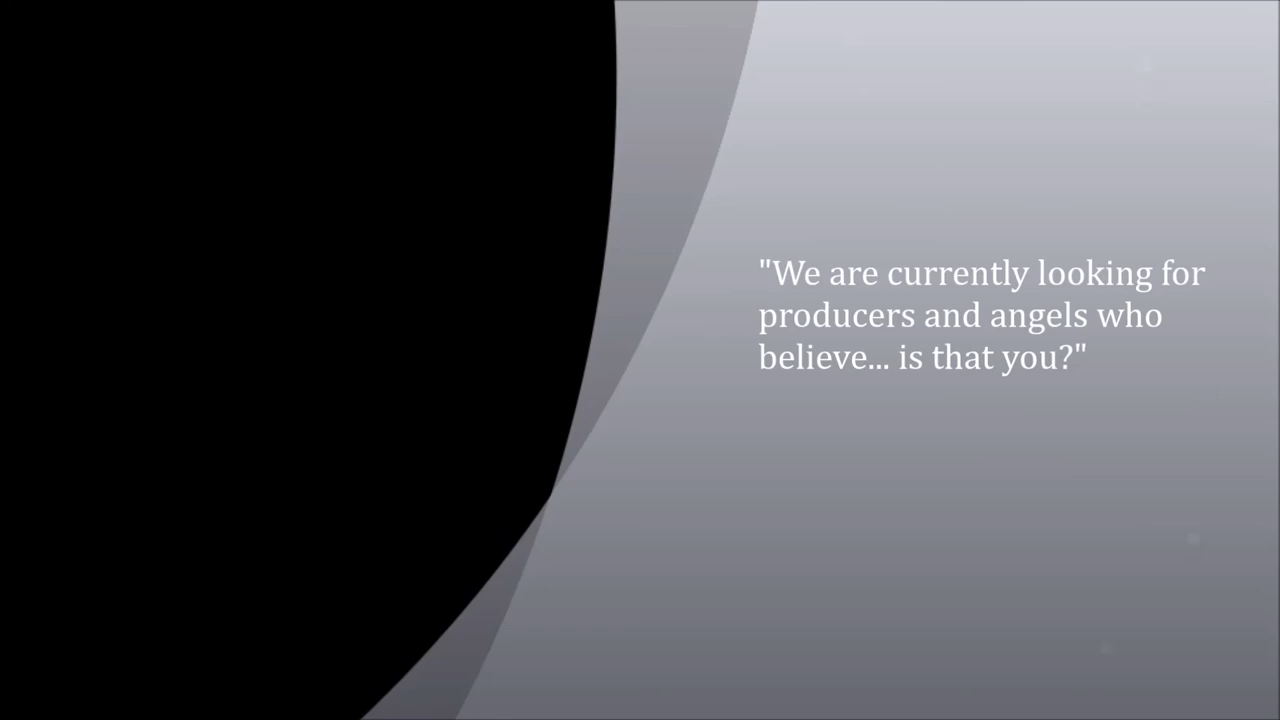 "We are currently looking for
producers and angels who
believe... is that you?"